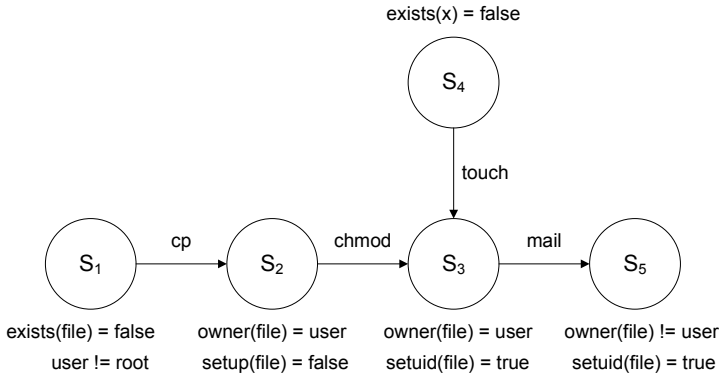 exists(x) = false
S4
touch
cp
chmod
mail
S1
S2
S3
S5
exists(file) = false
owner(file) = user
owner(file) = user
owner(file) != user
user != root
setup(file) = false
setuid(file) = true
setuid(file) = true